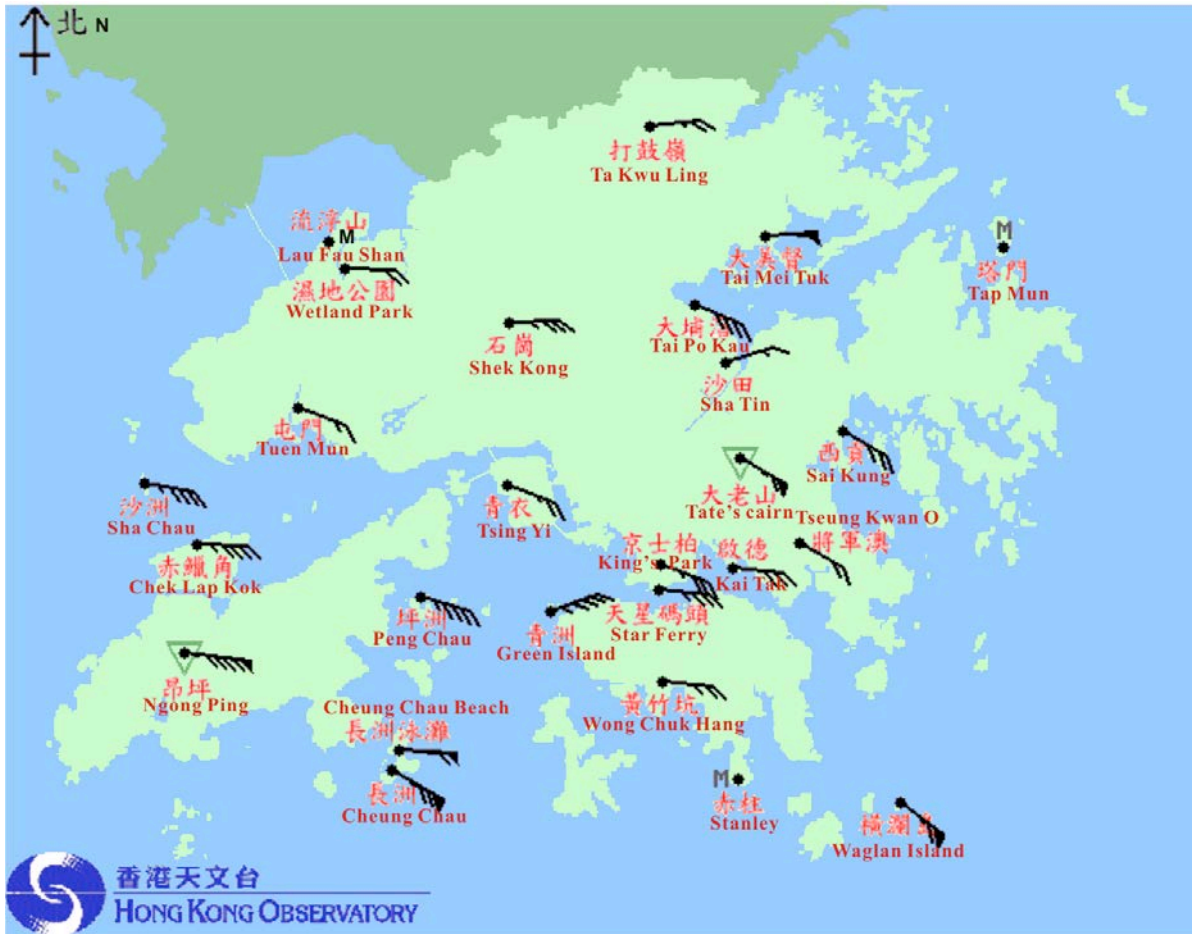 北 N
打鼓嶺
Ta Kwu Ling
流浮山
M
Lau Fau Shan
濕地公園
Wetland Park
大美督
Tai Mei Tuk
M
塔門
Tap Mun
石崗
Shek Kong
大埔滘
Tai Po Kau
沙田
Sha Tin
屯門
Tuen Mun
西貢
Sai Kung
沙洲
Sha Chau
青衣
Tsing Yi
大老山
Tate's cairn
Tseung Kwan O
將軍澳
赤鱲角
Chek Lap Kok
京士柏
King's Park
啟德
Kai Tak
坪洲
Peng Chau
青洲
Green Island
天星碼頭
Star Ferry
昂坪
Ngong Ping
黃竹坑
Wong Chuk Hang
Cheung Chau Beach
長洲泳灘
長洲
Cheung Chau
M
赤柱
Stanley
橫瀾島
Waglan Island
香港天文台
HONG KONG OBSERVATORY